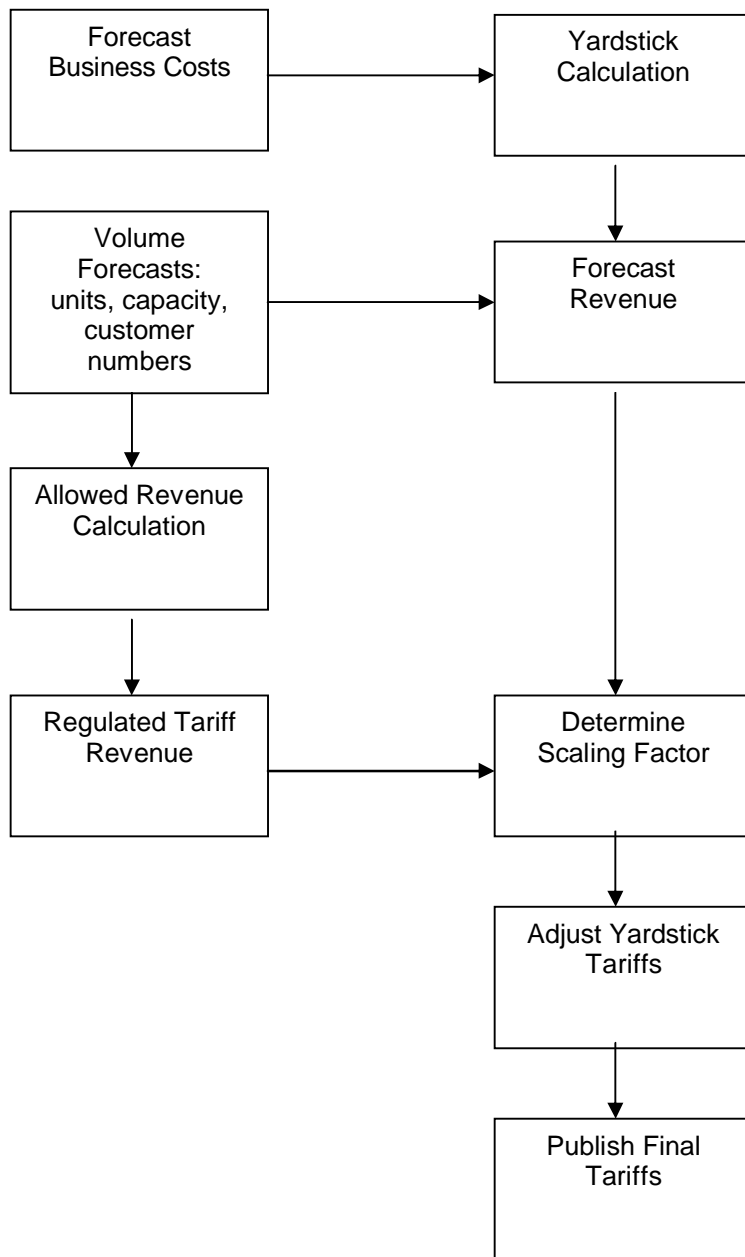 Forecast
Business Costs
Yardstick
Calculation
Volume
Forecasts:
units, capacity,
customer
numbers
Forecast
Revenue
Allowed Revenue
Calculation
Regulated Tariff
Revenue
Determine
Scaling Factor
Adjust Yardstick
Tariffs
Publish Final
Tariffs